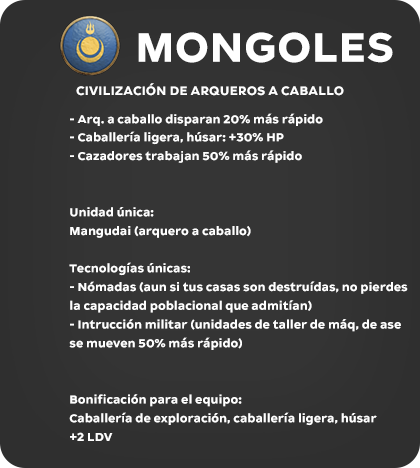 MONGOLES
CIVILIZACIÓN DE ARQUEROS A CABALLO
- Arq. a caballo disparan 20% más rápido
- Caballería ligera, húsar: +30% HP
- Cazadores trabajan 50% más rápido
Unidad única:
Mangudai (arquero a caballo)
Tecnologías únicas:
- Nómadas (aun si tus casas son destruídas, no pierdes
la capacidad poblacional que admitían)
- Intrucción militar (unidades de taller de máq, de ase
se mueven 50% más rápido)
Bonificación para el equipo:
Caballería de exploración, caballería ligera, húsar
+2 LDV